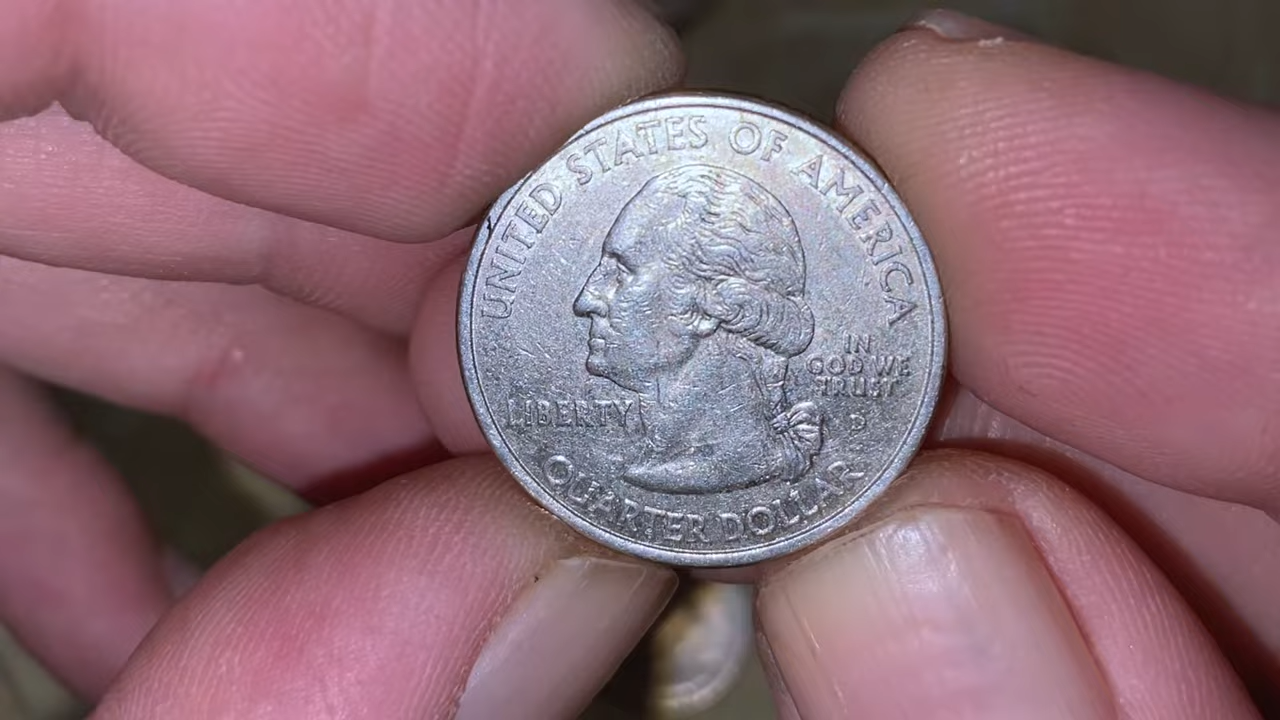 UNITED STATES OF AMERICA
IN
GOD WE
TRUST
LIBERTY
D
QUARTER DOLLAR